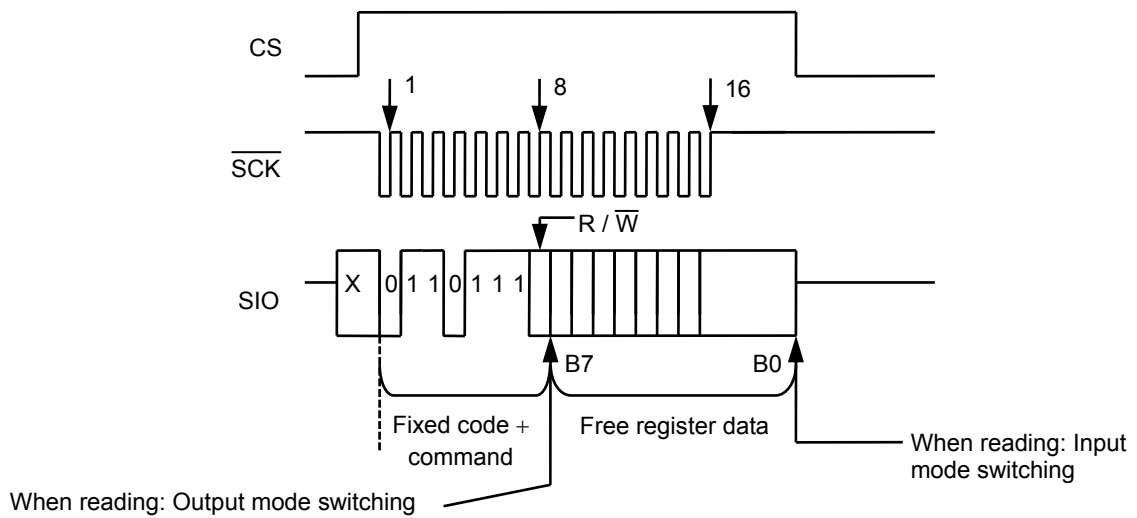 CS
1
8
16
SCK
R / W
SIO
X 0 1 1 0 1 1 1
B7
B0
Fixed code +
command
Free register data
When reading: Input
mode switching
When reading: Output mode switching